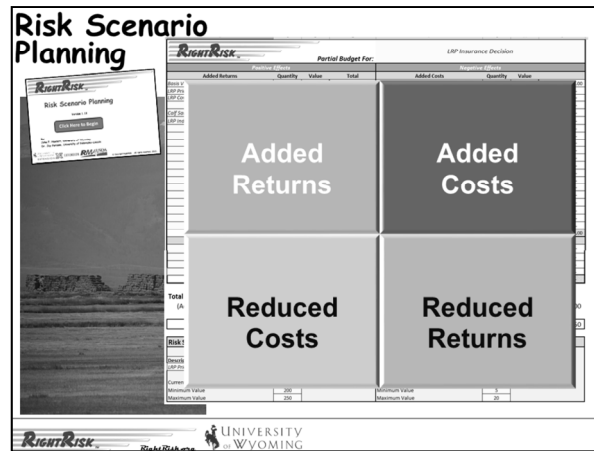 Risk Scenario
Planning
RIGHTRISK
Partial Budget For:
LRP Insurance Decision
Positive Effects
Negative Effects
Added Returns Quantity Value Total
Added Costs Quantity Value
RIGHTRISK
Risk Scenario Planning
Click Here to Begin
Added
Returns
Added
Costs
Reduced
Costs
Reduced
Returns
Total
Current
Minimum Value 200
Minimum Value 5
Maximum Value 250
Maximum Value 20
RIGHTRISK
RightRisk.org
UNIVERSITY
OF WYOMING